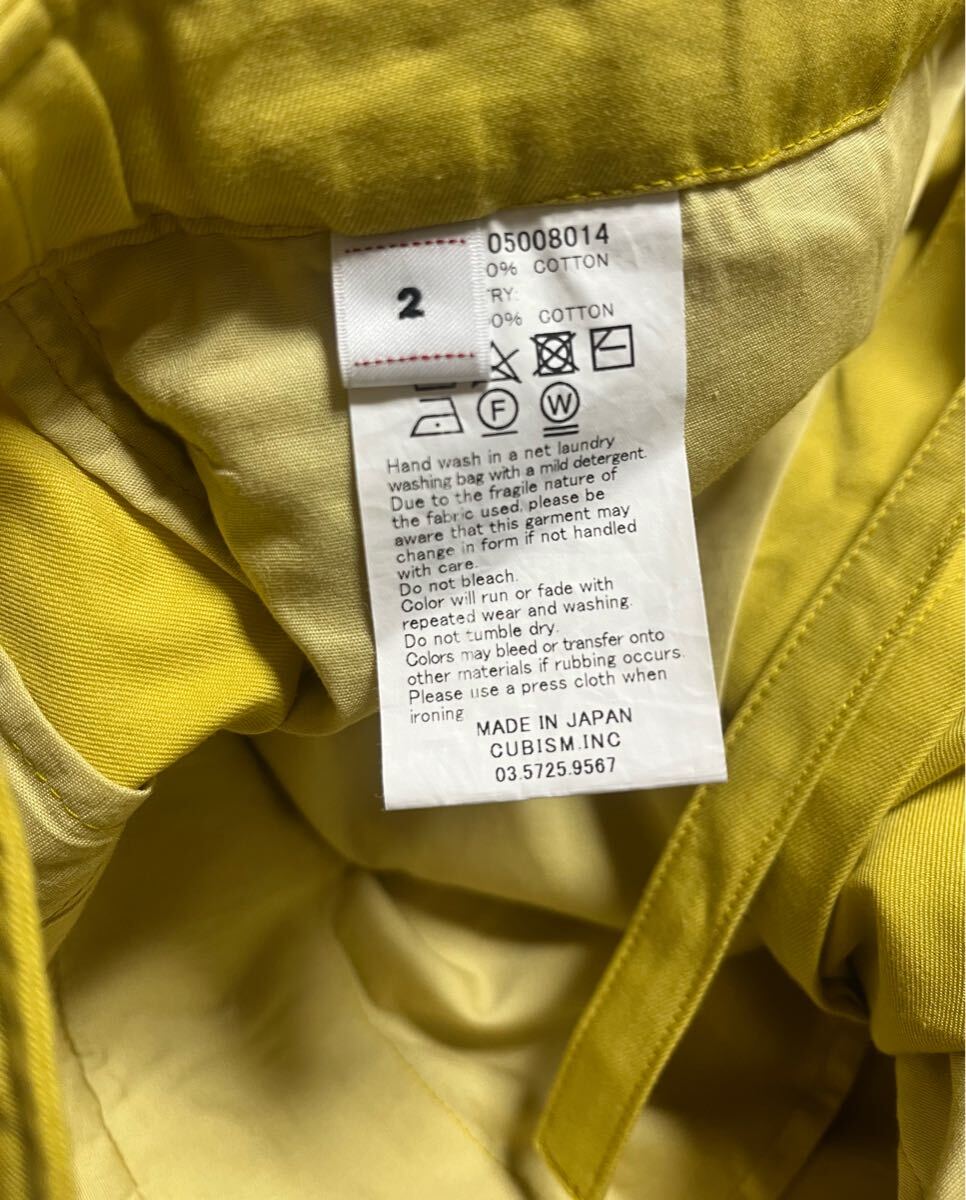 2
05008014
0% COTTON
RY:
00% COTTON
F W
Hand wash in a net laundry
washing bag with a mild detergent.
Due to the fragile nature of
the fabric used, please be
aware that this garment may
change in form if not handled
with care.
Do not bleach.
Color will run or fade with
repeated wear and washing.
Do not tumble dry.
Colors may bleed or transfer onto
other materials if rubbing occurs.
Please use a press cloth when
ironing
MADE IN JAPAN
CUBISM.INC
03.5725.9567